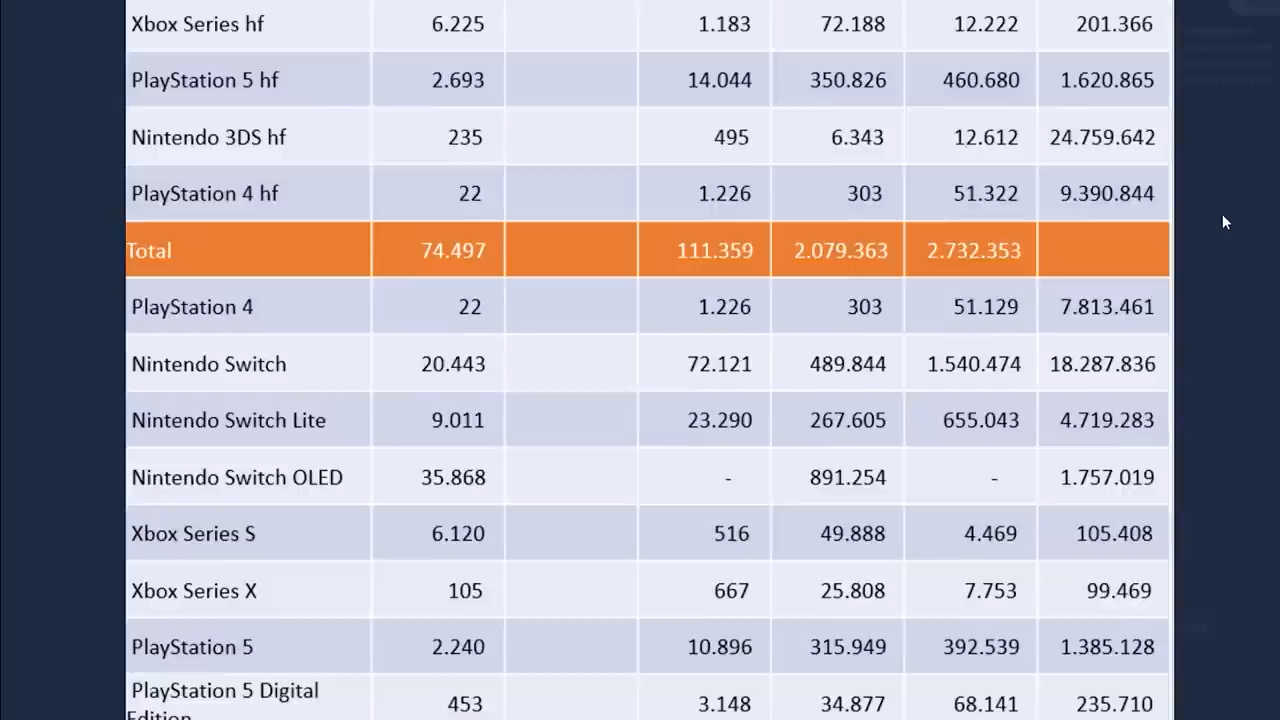 Xbox Series hf 6.225 1.183 72.188 12.222 201.366
PlayStation 5 hf 2.693 14.044 350.826 460.680 1.620.865
Nintendo 3DS hf 235 495 6.343 12.612 24.759.642
PlayStation 4 hf 22 1.226 303 51.322 9.390.844
Total 74.497 111.359 2.079.363 2.732.353
PlayStation 4 22 1.226 303 51.129 7.813.461
Nintendo Switch 20.443 72.121 489.844 1.540.474 18.287.836
Nintendo Switch Lite 9.011 23.290 267.605 655.043 4.719.283
Nintendo Switch OLED 35.868 - 891.254 - 1.757.019
Xbox Series S 6.120 516 49.888 4.469 105.408
Xbox Series X 105 667 25.808 7.753 99.469
PlayStation 5 2.240 10.896 315.949 392.539 1.385.128
PlayStation 5 Digital
Edition 453 3.148 34.877 68.141 235.710